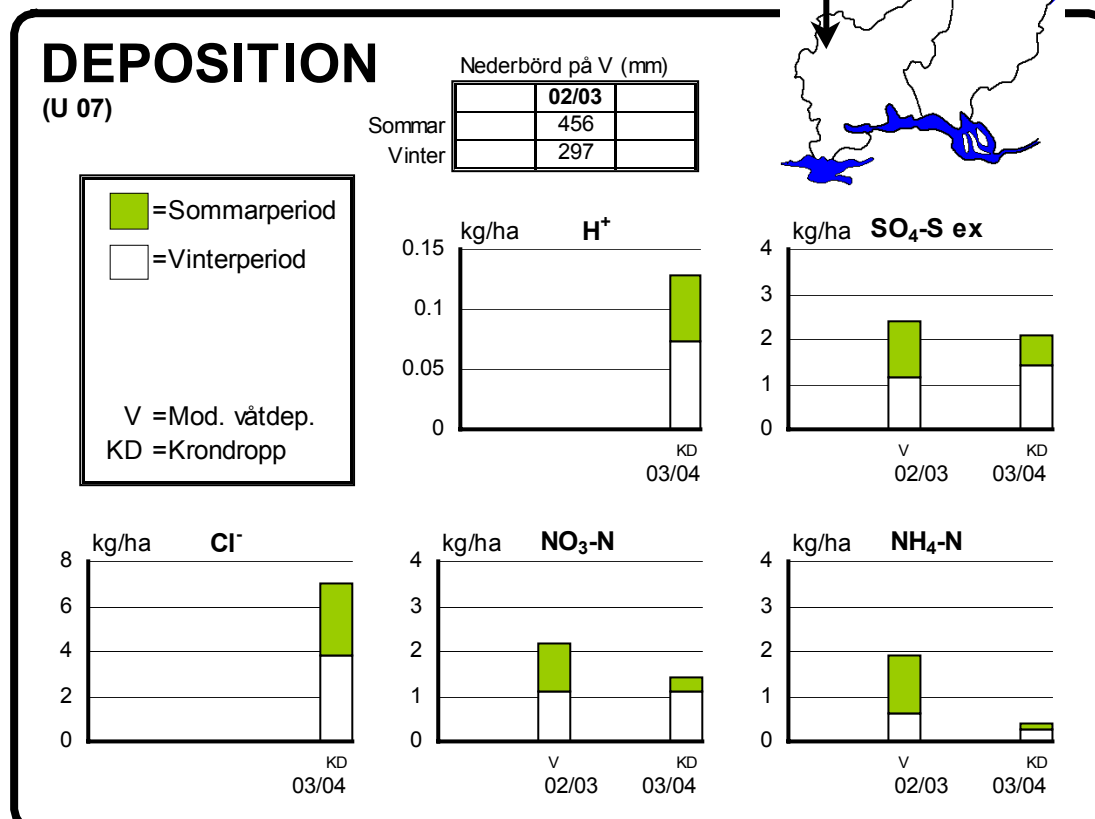 DEPOSITION
(U 07)
Nederbörd på V (mm)
02/03
Sommar 456
Vinter 297
=Sommarperiod
=Vinterperiod
V =Mod. våtdep.
KD =Krondropp
kg/ha H⁺
0.15
0.1
0.05
0
KD
03/04
kg/ha SO₄-S ex
4
3
2
1
0
V KD
02/03 03/04
kg/ha Cl⁻
8
6
4
2
0
KD
03/04
kg/ha NO₃-N
4
3
2
1
0
V KD
02/03 03/04
kg/ha NH₄-N
4
3
2
1
0
V KD
02/03 03/04